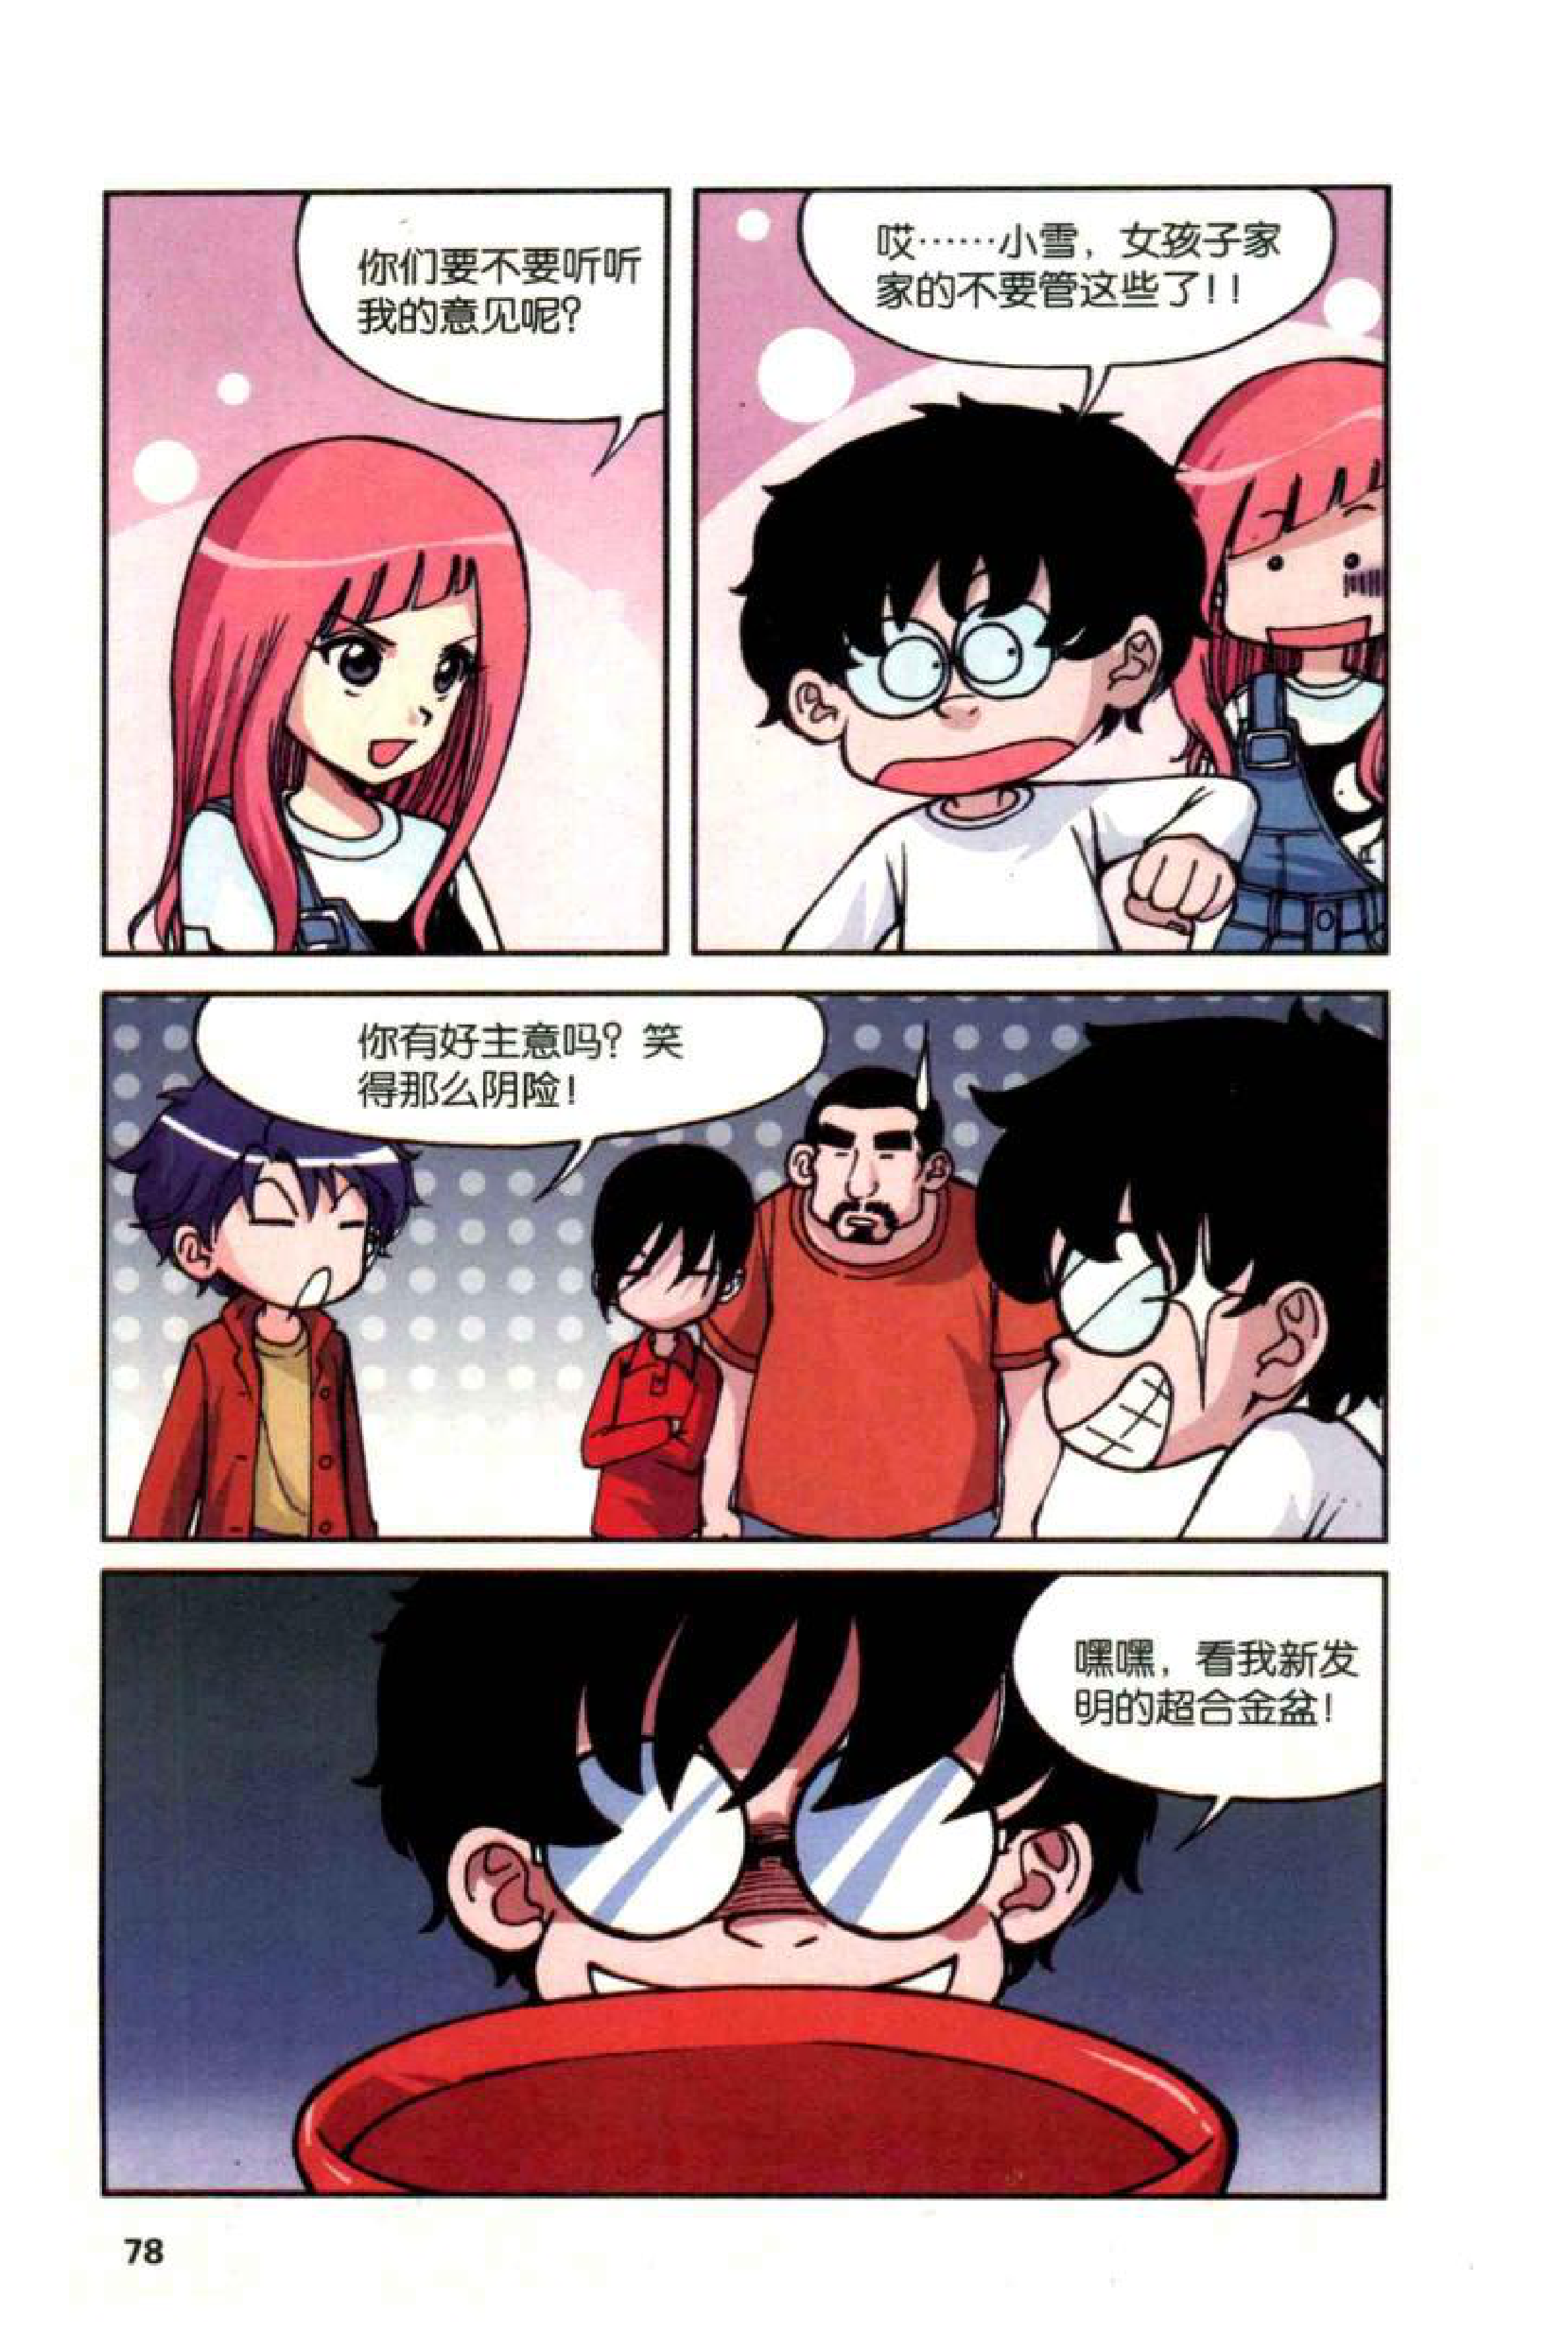 你们要不要听听
我的意见呢？
哎……小雪，女孩子家
家的不要管这些了！！
你有好主意吗？笑
得那么阴险！
嘿嘿，看我新发
明的超合金盆！
78